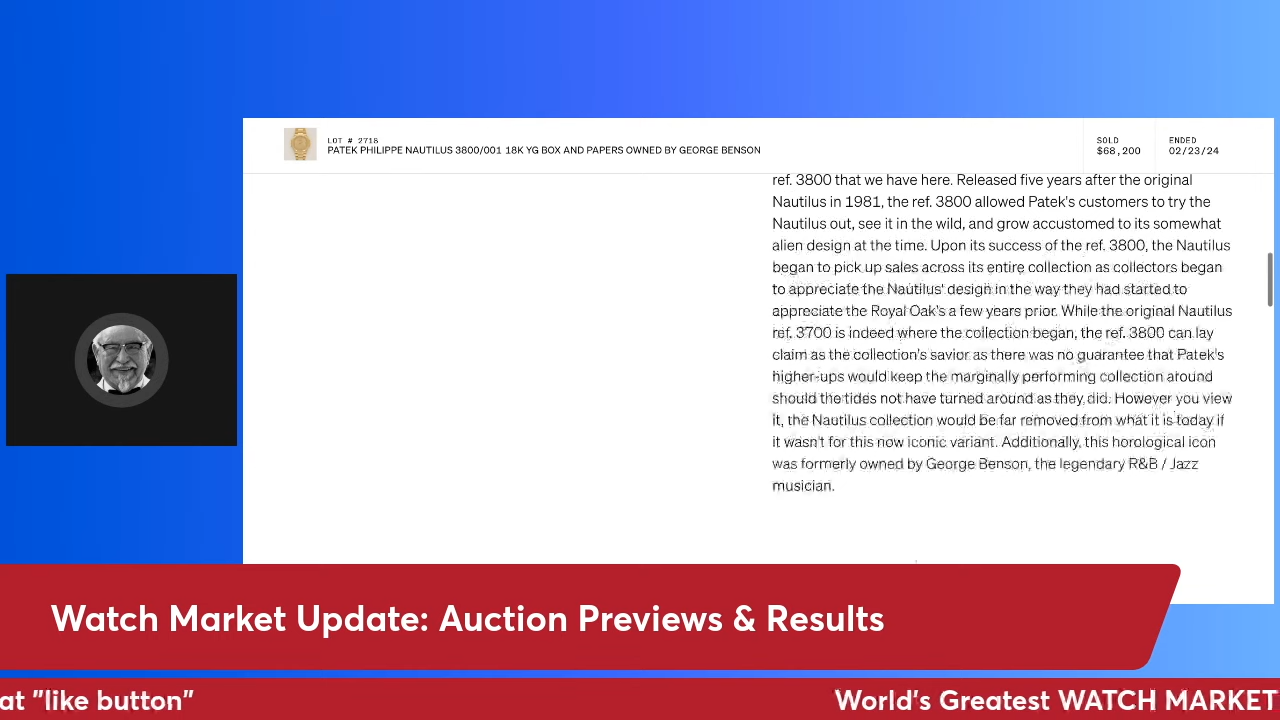 LOT # 2718
PATEK PHILIPPE NAUTILUS 3800/001 18K YG BOX AND PAPERS OWNED BY GEORGE BENSON
SOLD
$68,200
ENDED
02/23/24
ref. 3800 that we have here. Released five years after the original
Nautilus in 1981, the ref. 3800 allowed Patek's customers to try the
Nautilus out, see it in the wild, and grow accustomed to its somewhat
alien design at the time. Upon its success of the ref. 3800, the Nautilus
began to pick up sales across its entire collection as collectors began
to appreciate the Nautilus' design in the way they had started to
appreciate the Royal Oak's a few years prior. While the original Nautilus
ref. 3700 is indeed where the collection began, the ref. 3800 can lay
claim as the collection's savior as there was no guarantee that Patek's
higher-ups would keep the marginally performing collection around
should the tides not have turned around as they did. However you view
it, the Nautilus collection would be far removed from what it is today if
it wasn't for this now iconic variant. Additionally, this horological icon
was formerly owned by George Benson, the legendary R&B / Jazz
musician.
Watch Market Update: Auction Previews & Results
at "like button"
World's Greatest WATCH MARKET